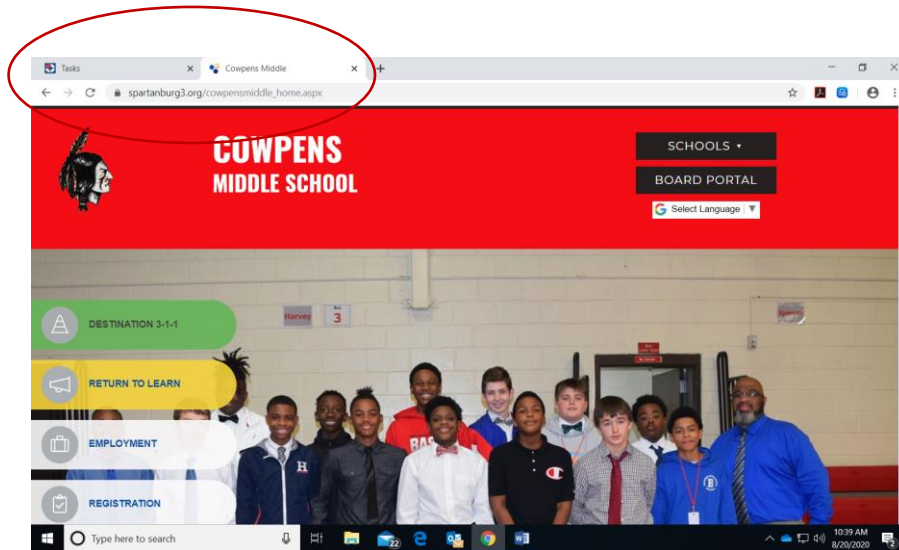 Tasks
Cowpens Middle
spartanburg3.org/cowpensmiddle_home.aspx
COWPENS
MIDDLE SCHOOL
SCHOOLS
BOARD PORTAL
G Select Language
DESTINATION 3-1-1
Harvey
3
RETURN TO LEARN
EMPLOYMENT
REGISTRATION
H
BAS
C
B
Type here to search
22
10:39 AM
8/20/2020
2